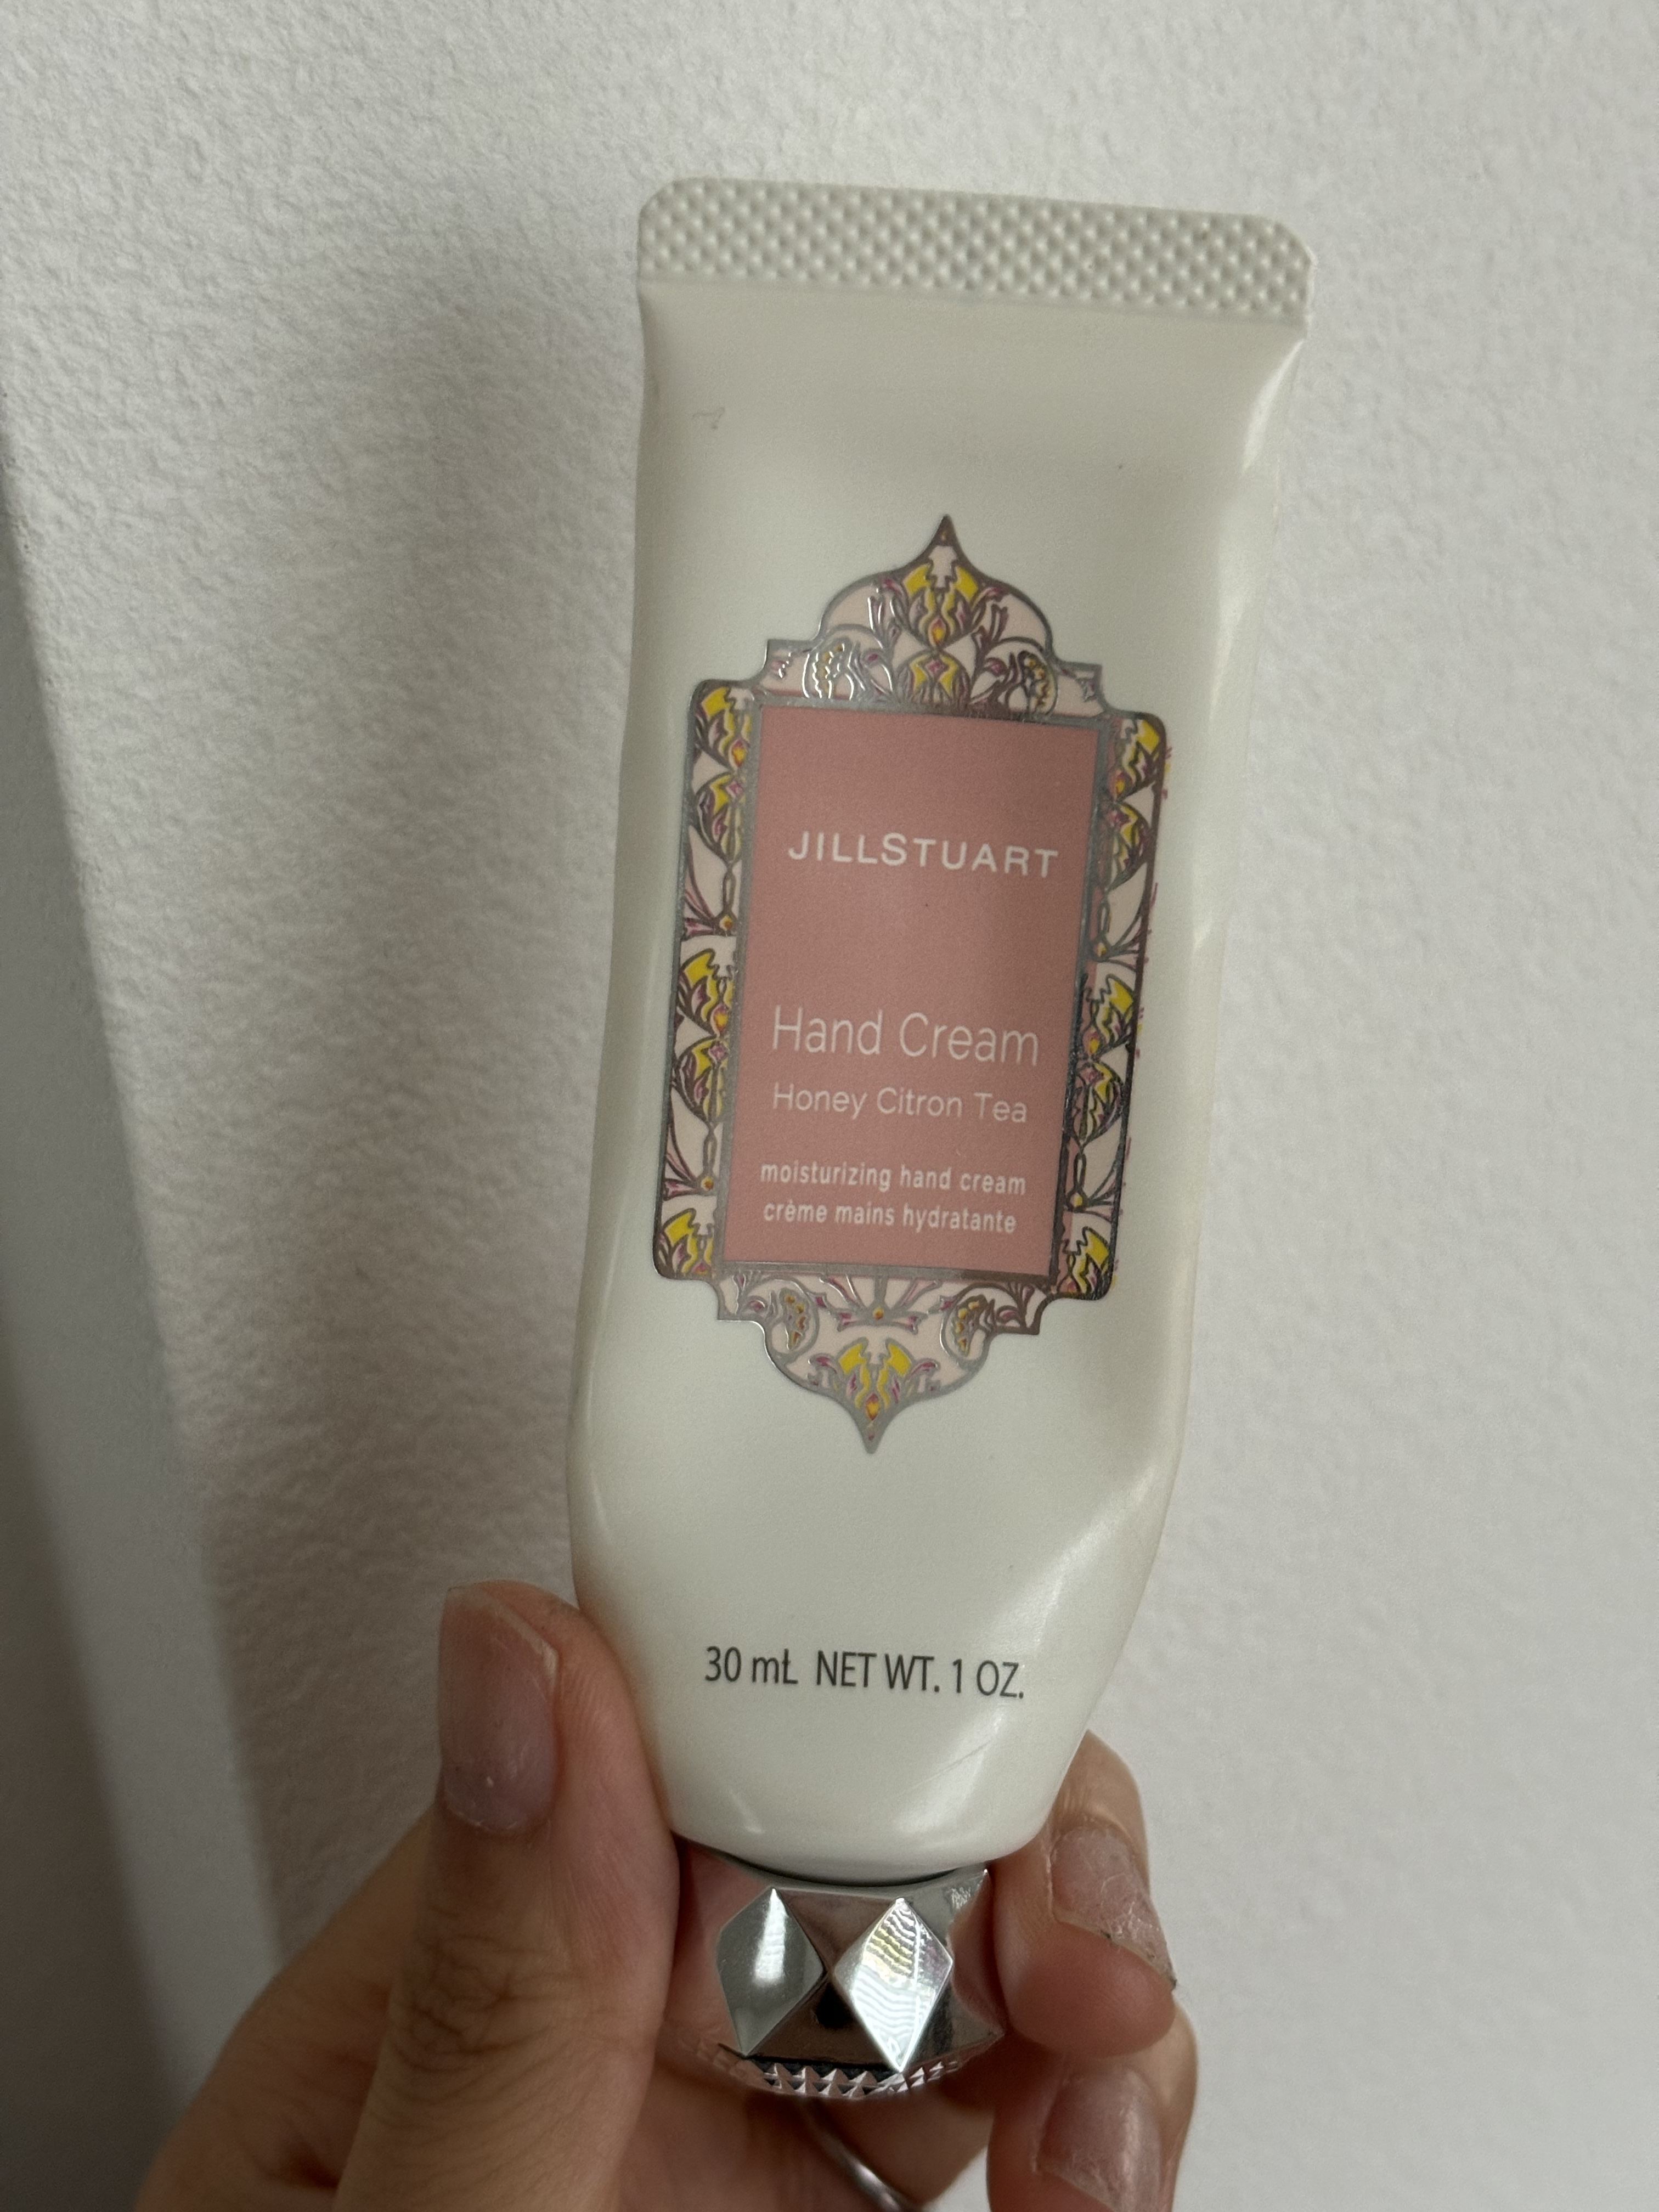 JILLSTUART
Hand Cream
Honey Citron Tea
moisturizing hand cream
crème mains hydratante
30 mL NET WT. 1 OZ.